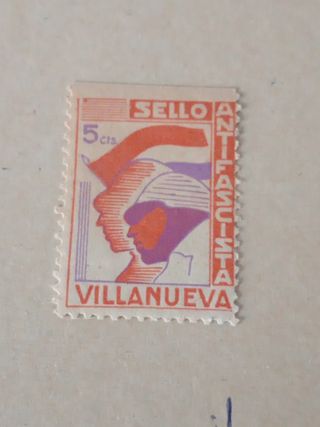 SELLO
ANTIFASCISTA
5 Cts.
VILLANUEVA